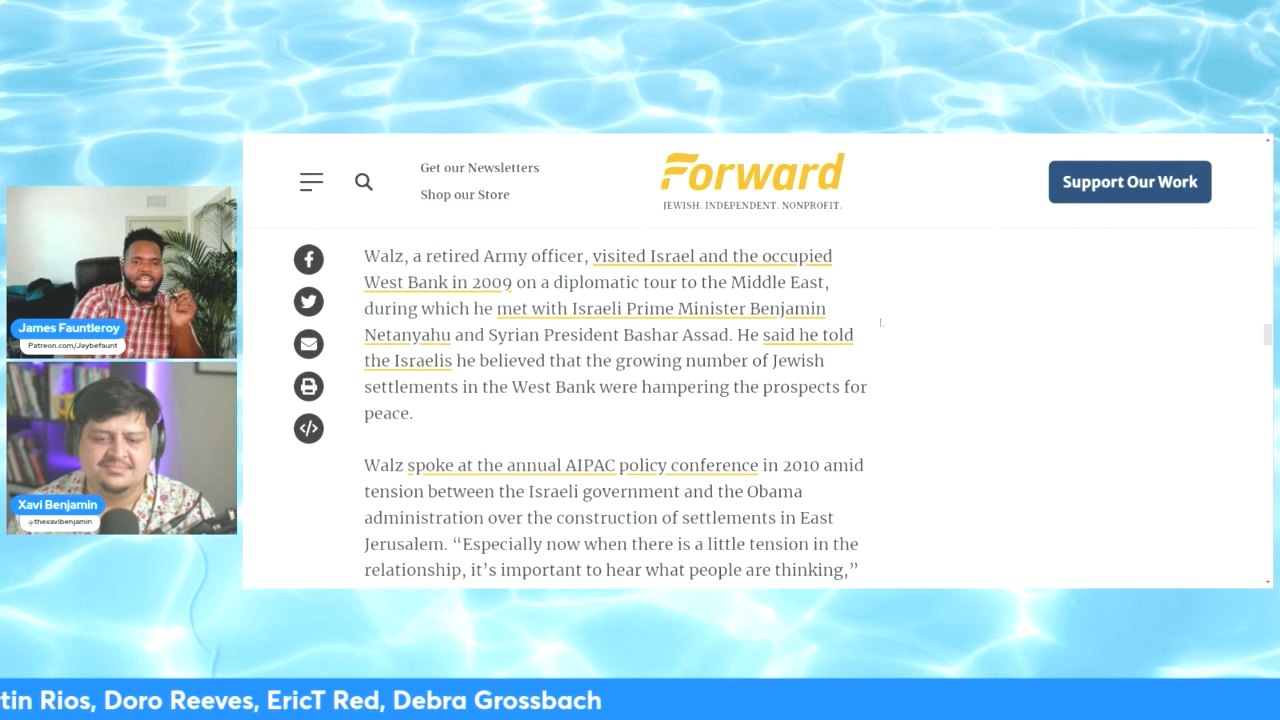 Get our Newsletters
Shop our Store
Forward
JEWISH. INDEPENDENT. NONPROFIT.
Support Our Work
Walz, a retired Army officer, visited Israel and the occupied
West Bank in 2009 on a diplomatic tour to the Middle East,
during which he met with Israeli Prime Minister Benjamin
Netanyahu and Syrian President Bashar Assad. He said he told
the Israelis he believed that the growing number of Jewish
settlements in the West Bank were hampering the prospects for
peace.
Walz spoke at the annual AIPAC policy conference in 2010 amid
tension between the Israeli government and the Obama
administration over the construction of settlements in East
Jerusalem. “Especially now when there is a little tension in the
relationship, it’s important to hear what people are thinking,”
James Fauntleroy
Patreon.com/Jaybefaunt
Xavi Benjamin
@thexavibenjamin
tin Rios, Doro Reeves, EricT Red, Debra Grossbach